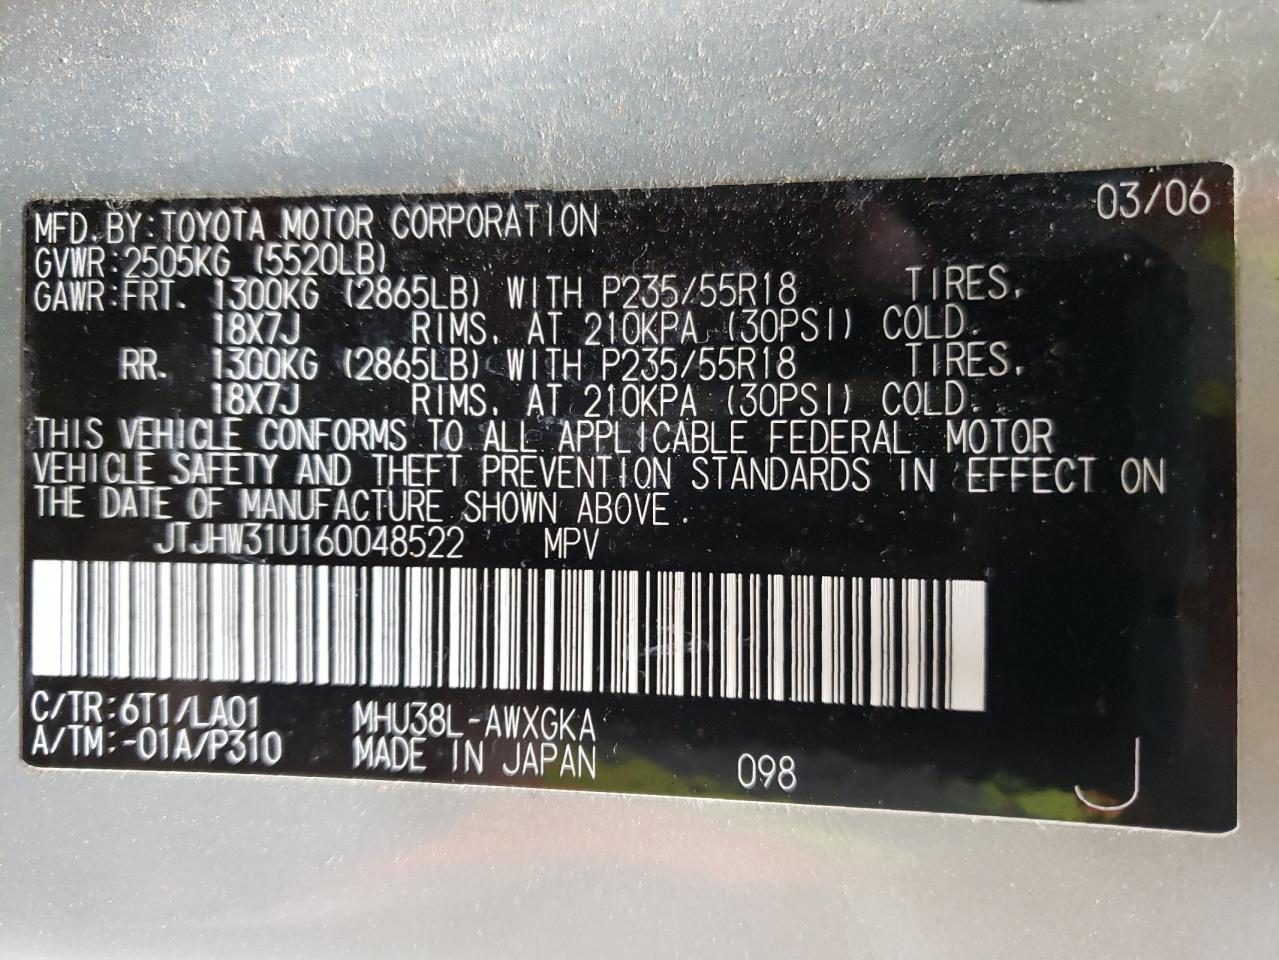 03/06
MFD. BY: TOYOTA MOTOR CORPORATION
GVWR: 2505KG (5520LB)
GAWR: FRT. 1300KG (2865LB) WITH P235/55R18 TIRES,
18X7J RIMS, AT 210KPA (30PSI) COLD.
RR. 1300KG (2865LB) WITH P235/55R18 TIRES,
18X7J RIMS, AT 210KPA (30PSI) COLD.
THIS VEHICLE CONFORMS TO ALL APPLICABLE FEDERAL MOTOR
VEHICLE SAFETY AND THEFT PREVENTION STANDARDS IN EFFECT ON
THE DATE OF MANUFACTURE SHOWN ABOVE.
JTJHW31U160048522 MPV
C/TR: 6T1/LA01 MHU38L-AWXGKA
A/TM: -01A/P310 MADE IN JAPAN 098
J